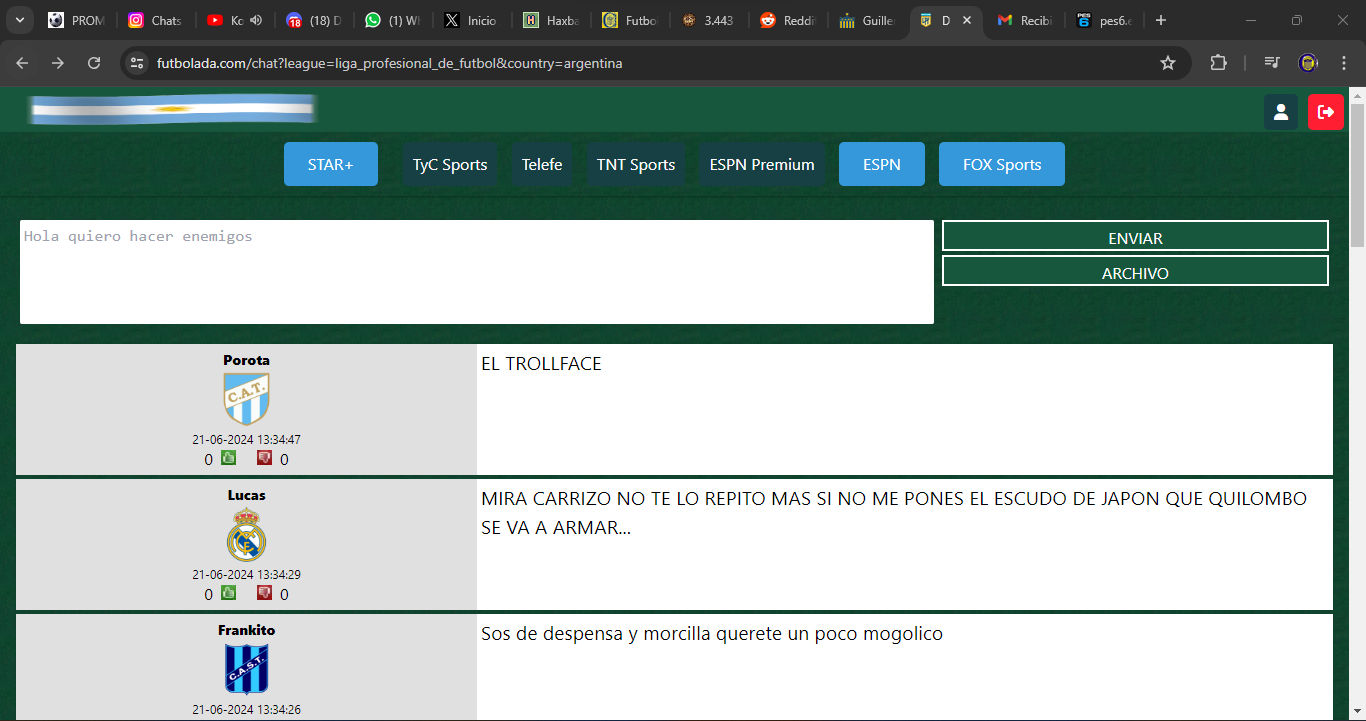 PROM
Chats
Ko
(18) D
(1) Wh
Inicio
Haxba
Futbo
3.443
Reddit
Guille
D
Recibi
pes6.e
futbolada.com/chat?league=liga_profesional_de_futbol&country=argentina
STAR+
TyC Sports
Telefe
TNT Sports
ESPN Premium
ESPN
FOX Sports
Hola quiero hacer enemigos
ENVIAR
ARCHIVO
Porota
C.A.T.
21-06-2024 13:34:47
0 0
EL TROLLFACE
Lucas
21-06-2024 13:34:29
0 0
MIRA CARRIZO NO TE LO REPITO MAS SI NO ME PONES EL ESCUDO DE JAPON QUE QUILOMBO
SE VA A ARMAR...
Frankito
C.A.S.T.
21-06-2024 13:34:26
Sos de despensa y morcilla querete un poco mogolico